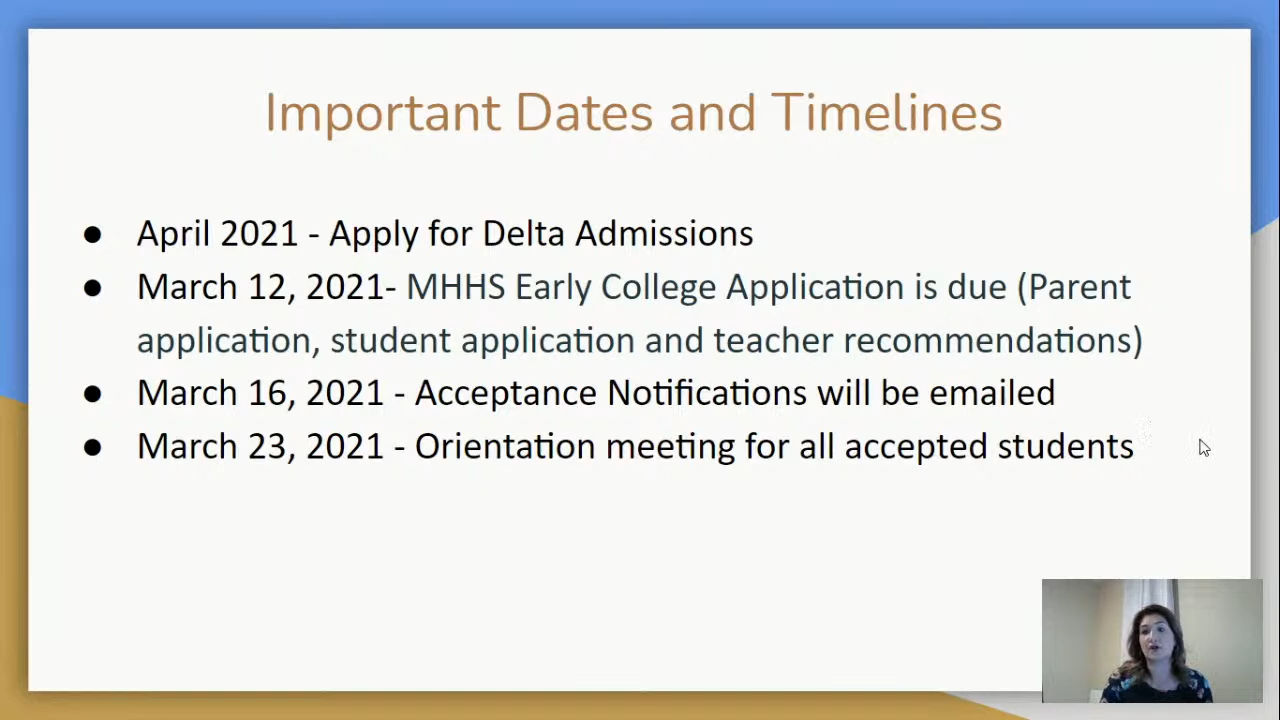 Important Dates and Timelines
● April 2021 - Apply for Delta Admissions
● March 12, 2021- MHHS Early College Application is due (Parent
application, student application and teacher recommendations)
● March 16, 2021 - Acceptance Notifications will be emailed
● March 23, 2021 - Orientation meeting for all accepted students